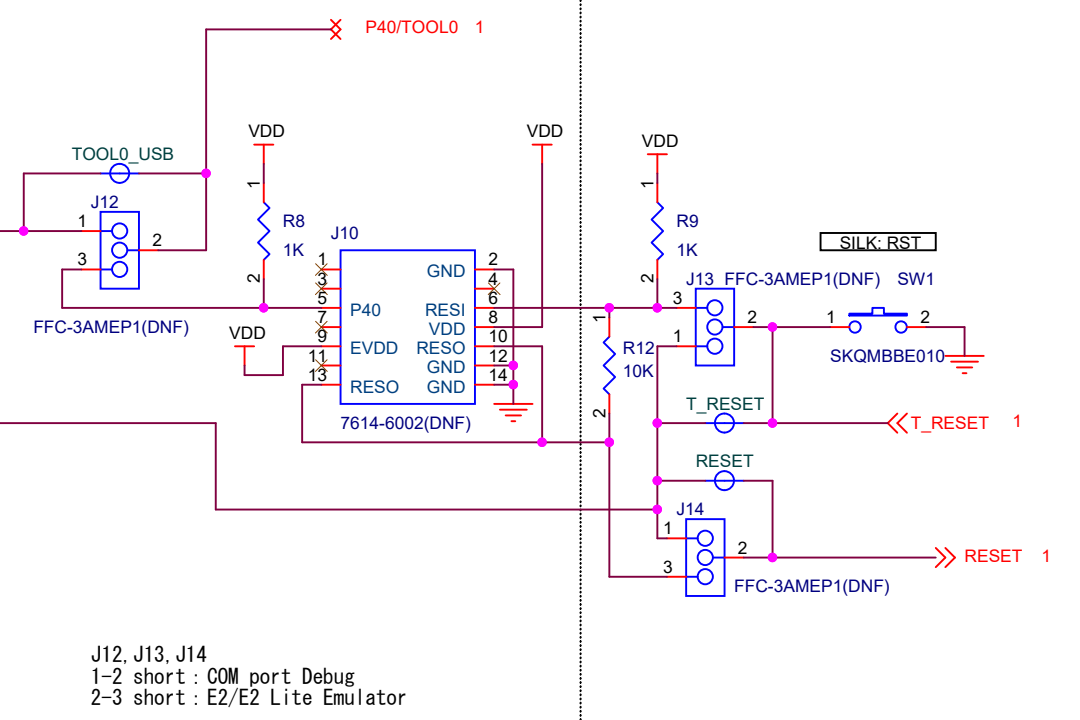 P40/TOOL0 1
VDD
VDD
VDD
TOOL0_USB
J12
1
2
3
FFC-3AMEP1(DNF)
1
R8
1K
2
VDD
J10
1
3
5
7
9
11
13
P40
EVDD
RESO
GND
RESI
VDD
RESO
GND
GND
2
4
6
8
10
12
14
7614-6002(DNF)
1
R9
1K
2
1
R12
10K
2
SILK: RST
J13 FFC-3AMEP1(DNF) SW1
3
2
1
1
2
SKQMBBE010
T_RESET
T_RESET 1
RESET
J14
1
2
3
RESET 1
FFC-3AMEP1(DNF)
J12,J13,J14
1-2 short : COM port Debug
2-3 short : E2/E2 Lite Emulator